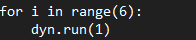 for i in range(6):
    dyn.run(1)